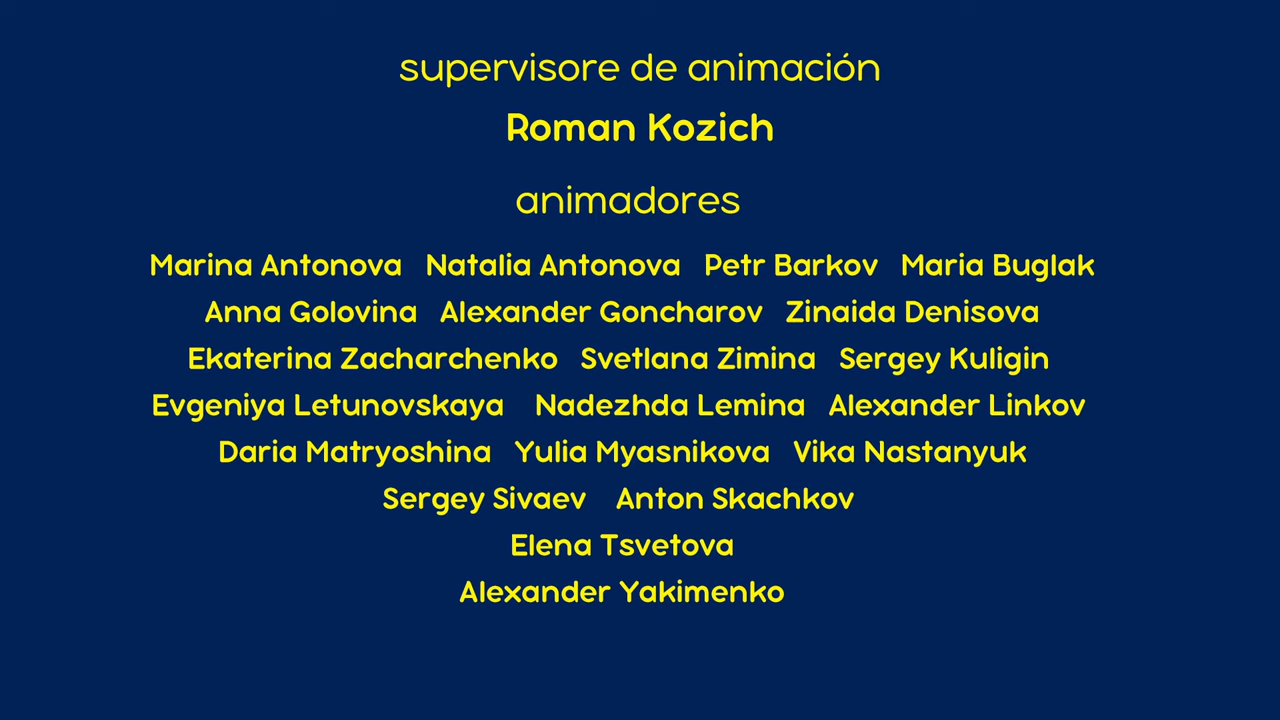 supervisore de animación
Roman Kozich
animadores
Marina Antonova Natalia Antonova Petr Barkov Maria Buglak
Anna Golovina Alexander Goncharov Zinaida Denisova
Ekaterina Zacharchenko Svetlana Zimina Sergey Kuligin
Evgeniya Letunovskaya Nadezhda Lemina Alexander Linkov
Daria Matryoshina Yulia Myasnikova Vika Nastanyuk
Sergey Sivaev Anton Skachkov
Elena Tsvetova
Alexander Yakimenko